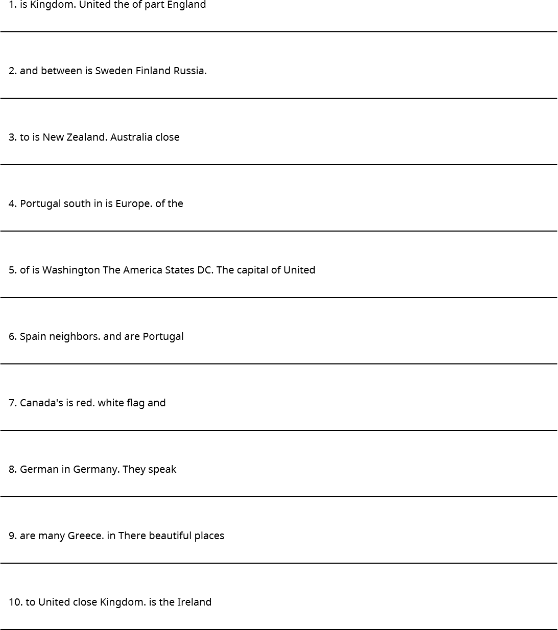 1. is Kingdom. United the of part England
2. and between is Sweden Finland Russia.
3. to is New Zealand. Australia close
4. Portugal south in is Europe. of the
5. of is Washington The America States DC. The capital of United
6. Spain neighbors. and are Portugal
7. Canada's is red. white flag and
8. German in Germany. They speak
9. are many Greece. in There beautiful places
10. to United close Kingdom. is the Ireland